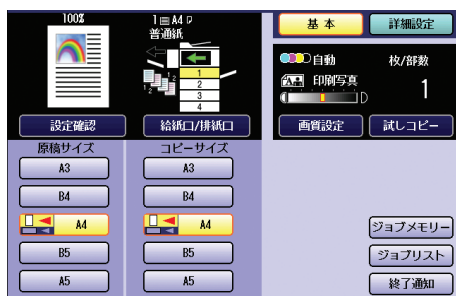 100%
1 A4
普通紙
1
2
3
4
1 2
1 2
設定確認
給紙口/排紙口
基本
詳細設定
自動
枚/部数
A
印刷写真
1
画質設定
試しコピー
原稿サイズ
コピーサイズ
A3
A3
B4
B4
A4
A4
B5
B5
A5
A5
ジョブメモリー
ジョブリスト
終了通知